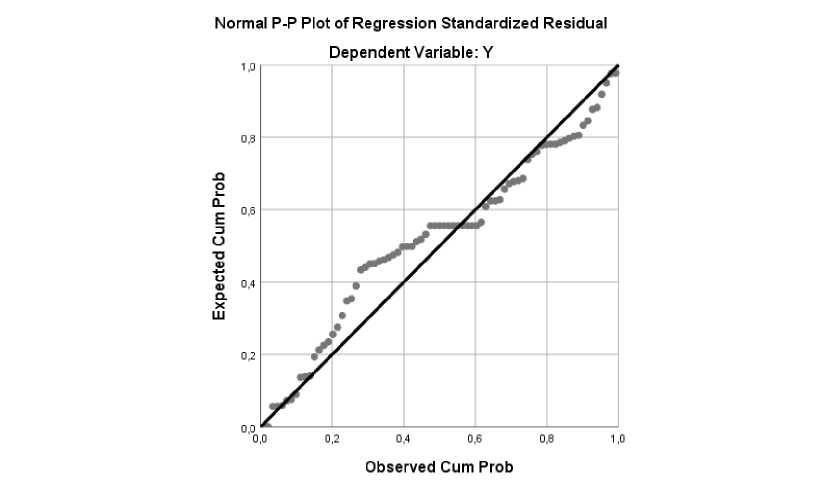 Normal P-P Plot of Regression Standardized Residual
Dependent Variable: Y
1,0
0,8
0,6
0,4
0,2
0,0
Expected Cum Prob
0,0 0,2 0,4 0,6 0,8 1,0
Observed Cum Prob